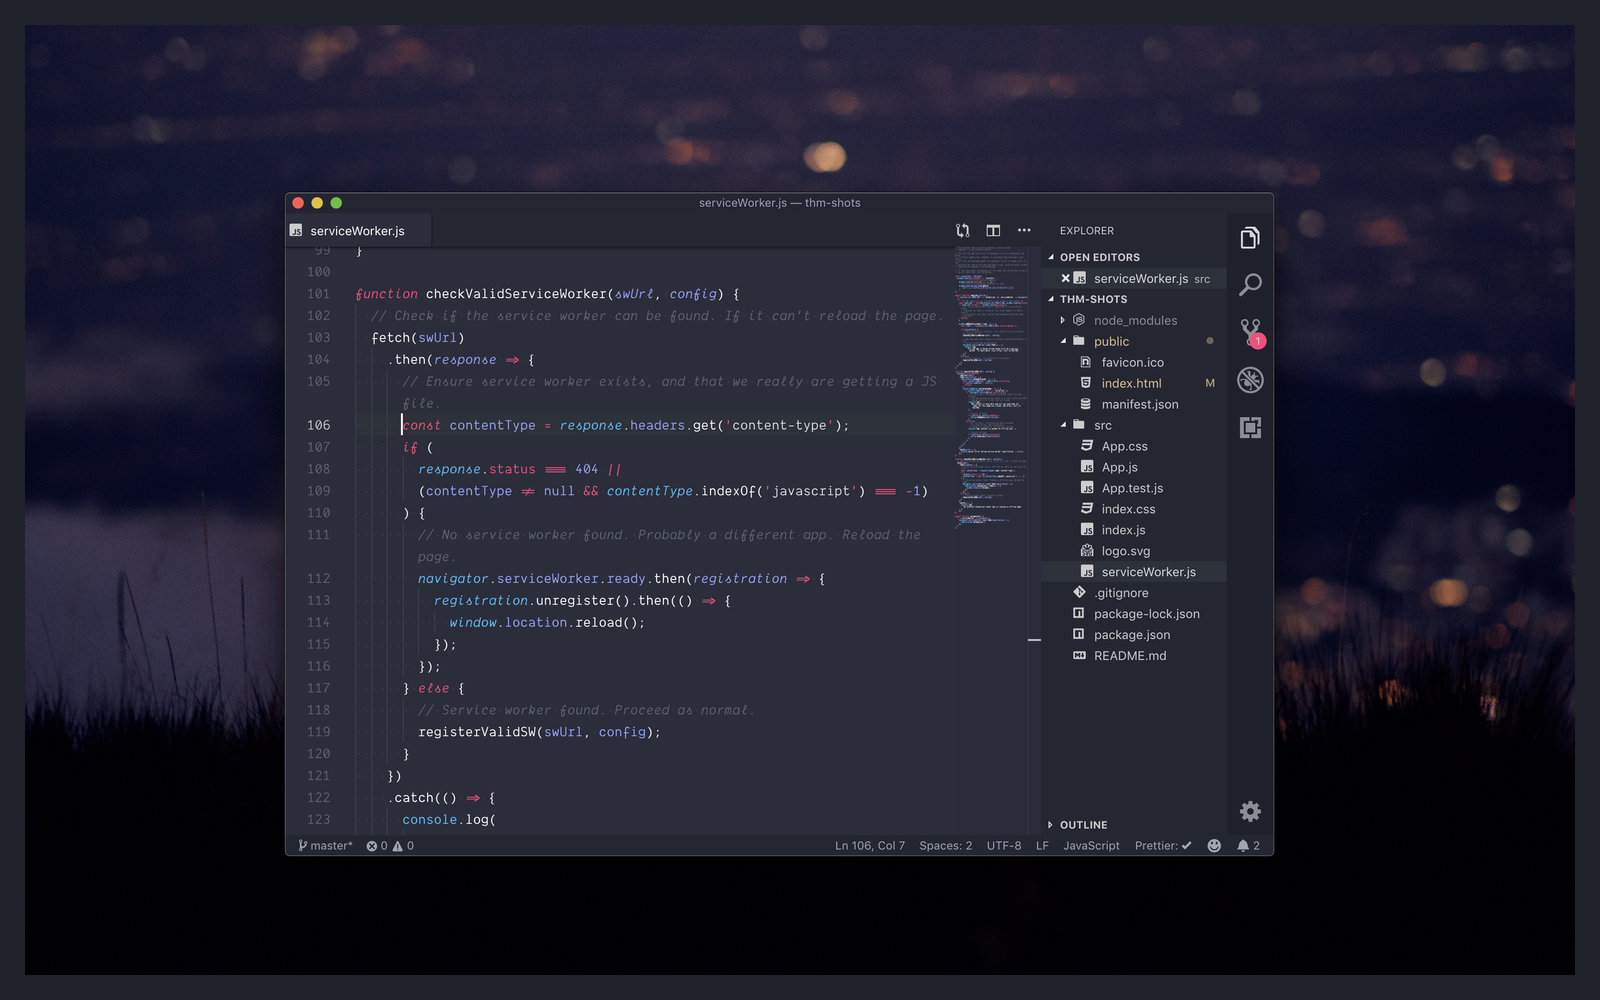 serviceWorker.js — thm-shots
serviceWorker.js
99 }
100
101 function checkValidServiceWorker(swUrl, config) {
102 // Check if the service worker can be found. If it can't reload the page.
103 fetch(swUrl)
104 .then(response => {
105 // Ensure service worker exists, and that we really are getting a JS
file.
106 const contentType = response.headers.get('content-type');
107 if (
108 response.status === 404 ||
109 (contentType != null && contentType.indexOf('javascript') === -1)
110 ) {
111 // No service worker found. Probably a different app. Reload the
page.
112 navigator.serviceWorker.ready.then(registration => {
113 registration.unregister().then(() => {
114 window.location.reload();
115 });
116 });
117 } else {
118 // Service worker found. Proceed as normal.
119 registerValidSW(swUrl, config);
120 }
121 })
122 .catch(() => {
123 console.log(
EXPLORER
OPEN EDITORS
JS serviceWorker.js src
THM-SHOTS
node_modules
public
favicon.ico
index.html M
manifest.json
src
App.css
JS App.js
JS App.test.js
index.css
JS index.js
logo.svg
JS serviceWorker.js
.gitignore
package-lock.json
package.json
README.md
OUTLINE
1
master* 0 0
Ln 106, Col 7 Spaces: 2 UTF-8 LF JavaScript Prettier: ✓ 2